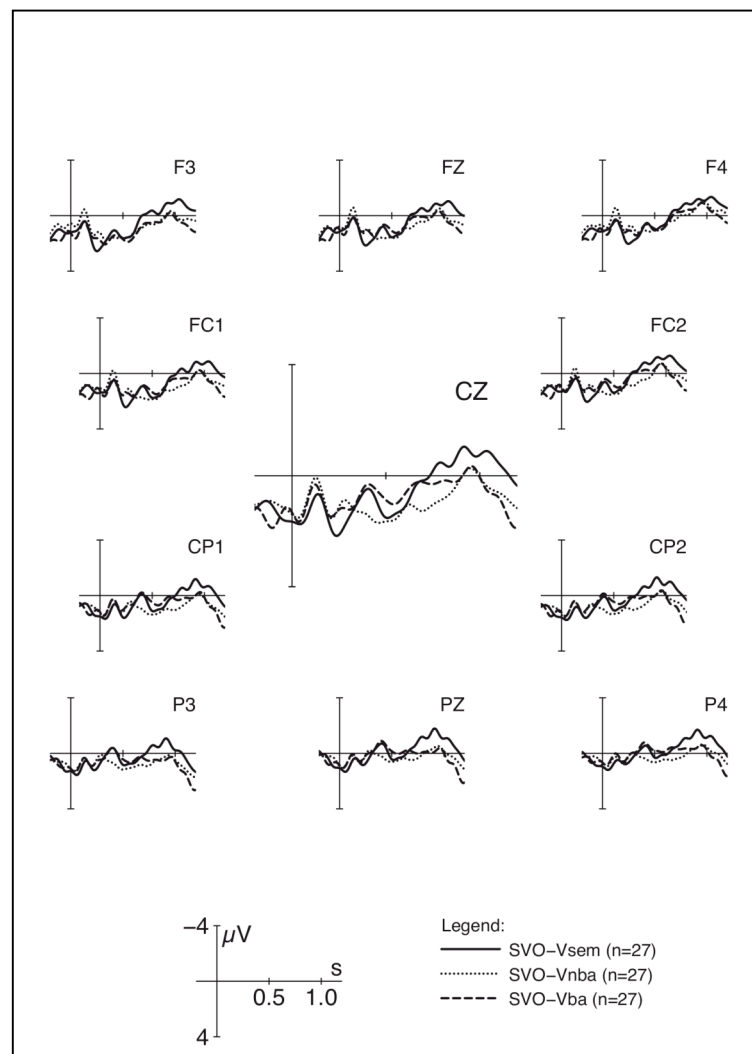 F3 FZ F4
FC1 FC2
CZ
CP1 CP2
P3 PZ P4
−4
µV
s
0.5 1.0
4
Legend:
SVO−Vsem (n=27)
SVO−Vnba (n=27)
SVO−Vba (n=27)